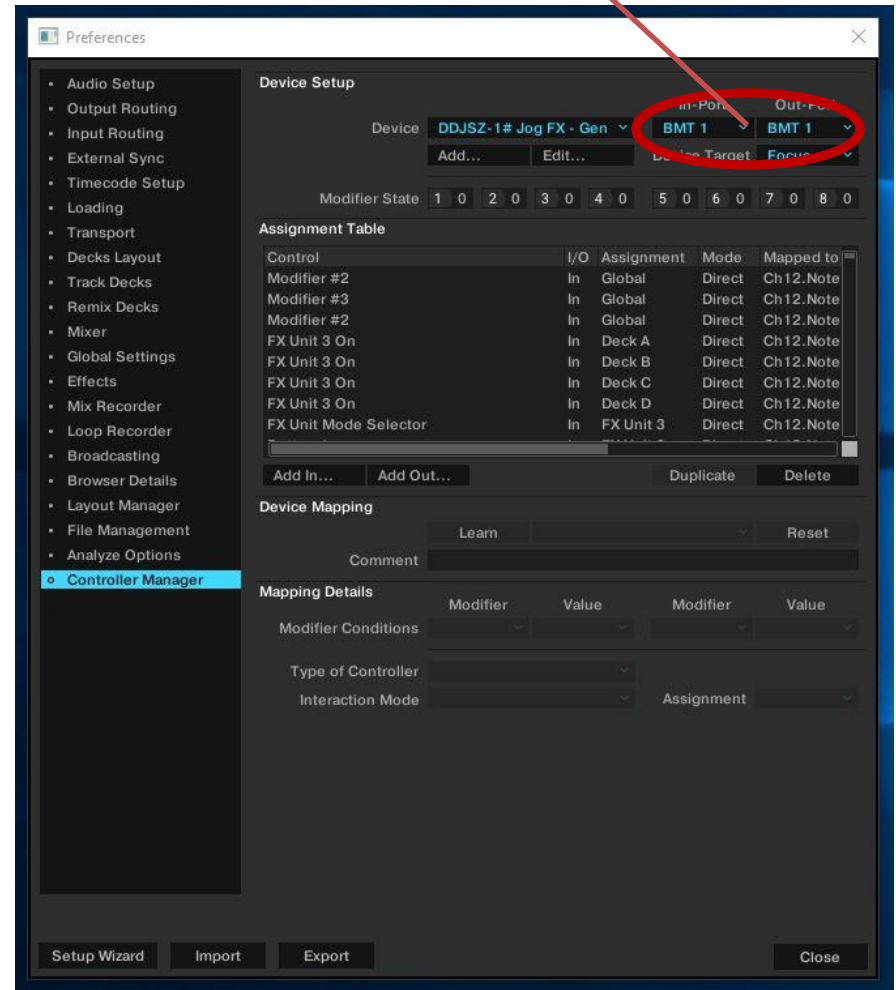 Preferences
Audio Setup
Output Routing
Input Routing
External Sync
Timecode Setup
Loading
Transport
Decks Layout
Track Decks
Remix Decks
Mixer
Global Settings
Effects
Mix Recorder
Loop Recorder
Broadcasting
Browser Details
Layout Manager
File Management
Analyze Options
Controller Manager
Device Setup
Device DDJSZ-1# Jog FX - Gen BMT 1 BMT 1
Add... Edit... Target
Modifier State 1 0 2 0 3 0 4 0 5 0 6 0 7 0 8 0
Assignment Table
Control I/O Assignment Mode Mapped to
Modifier #2 In Global Direct Ch12.Note
Modifier #3 In Global Direct Ch12.Note
Modifier #2 In Global Direct Ch12.Note
FX Unit 3 On In Deck A Direct Ch12.Note
FX Unit 3 On In Deck B Direct Ch12.Note
FX Unit 3 On In Deck C Direct Ch12.Note
FX Unit 3 On In Deck D Direct Ch12.Note
FX Unit Mode Selector In FX Unit 3 Direct Ch12.Note
Add In... Add Out... Duplicate Delete
Device Mapping
Learn Reset
Comment
Mapping Details
Modifier Value Modifier Value
Modifier Conditions
Type of Controller
Interaction Mode Assignment
Setup Wizard Import Export Close